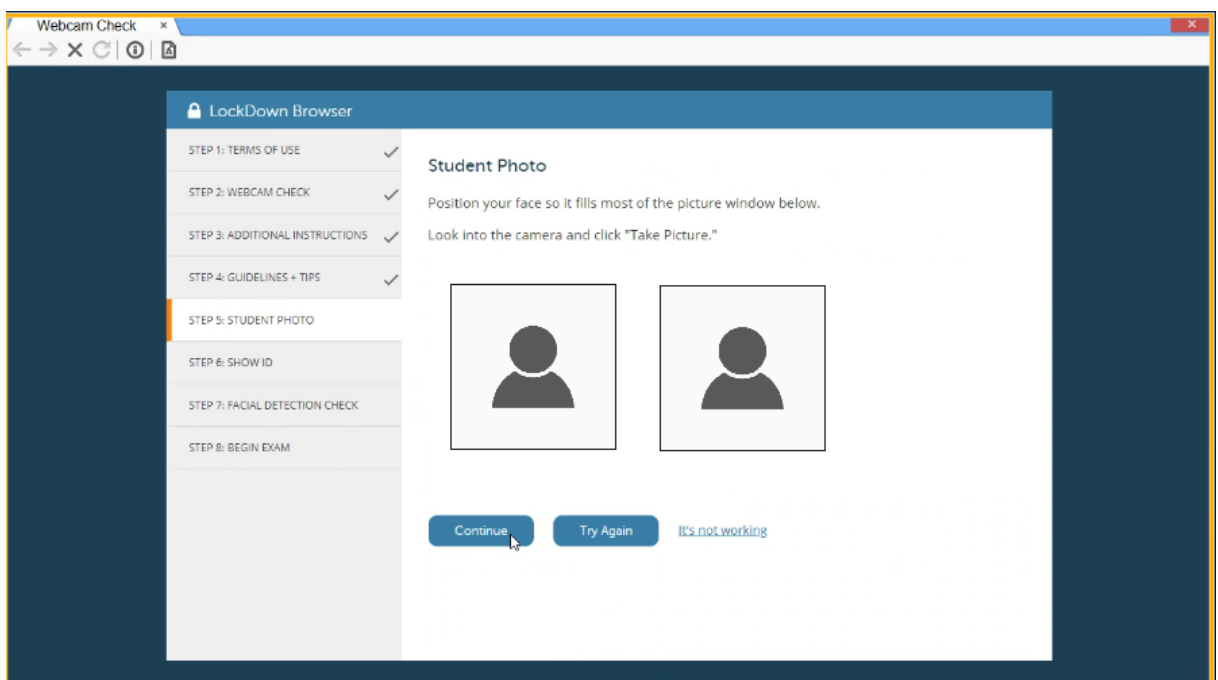 Webcam Check
LockDown Browser
STEP 1: TERMS OF USE
STEP 2: WEBCAM CHECK
STEP 3: ADDITIONAL INSTRUCTIONS
STEP 4: GUIDELINES + TIPS
STEP 5: STUDENT PHOTO
STEP 6: SHOW ID
STEP 7: FACIAL DETECTION CHECK
STEP 8: BEGIN EXAM
Student Photo
Position your face so it fills most of the picture window below.
Look into the camera and click "Take Picture."
Continue
Try Again
It's not working